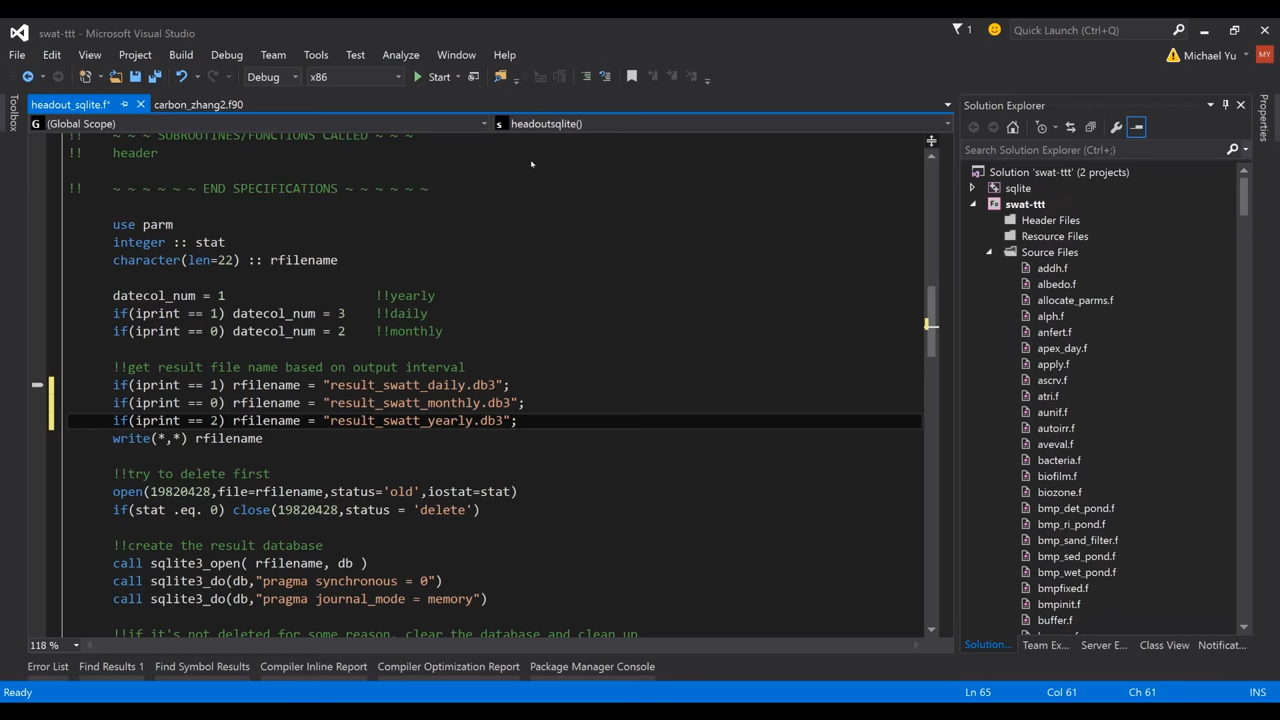 swat-ttt - Microsoft Visual Studio
1
Quick Launch (Ctrl+Q)
File Edit View Project Build Debug Team Tools Test Analyze Window Help
Michael Yu MY
Debug x86 Start
Toolbox
headout_sqlite.f* carbon_zhang2.f90
(Global Scope) headoutsqlite()
!! ~ ~ ~ SUBROUTINES/FUNCTIONS CALLED ~ ~ ~
!! header
!! ~ ~ ~ ~ ~ ~ END SPECIFICATIONS ~ ~ ~ ~ ~ ~
use parm
integer :: stat
character(len=22) :: rfilename
datecol_num = 1 !!yearly
if(iprint == 1) datecol_num = 3 !!daily
if(iprint == 0) datecol_num = 2 !!monthly
!!get result file name based on output interval
if(iprint == 1) rfilename = "result_swatt_daily.db3";
if(iprint == 0) rfilename = "result_swatt_monthly.db3";
if(iprint == 2) rfilename = "result_swatt_yearly.db3";
write(*,*) rfilename
!!try to delete first
open(19820428,file=rfilename,status='old',iostat=stat)
if(stat .eq. 0) close(19820428,status = 'delete')
!!create the result database
call sqlite3_open( rfilename, db )
call sqlite3_do(db,"pragma synchronous = 0")
call sqlite3_do(db,"pragma journal_mode = memory")
!!if it's not deleted for some reason, clear the database and clean up
118 %
Solution Explorer
Search Solution Explorer (Ctrl+;)
Solution 'swat-ttt' (2 projects)
sqlite
swat-ttt
Header Files
Resource Files
Source Files
addh.f
albedo.f
allocate_parms.f
alph.f
anfert.f
apex_day.f
apply.f
ascrv.f
atri.f
aunif.f
autoirr.f
aveval.f
bacteria.f
biofilm.f
biozone.f
bmp_det_pond.f
bmp_ri_pond.f
bmp_sand_filter.f
bmp_sed_pond.f
bmp_wet_pond.f
bmpfixed.f
bmpinit.f
buffer.f
Solution... Team Ex... Server E... Class View Notificat...
Properties
Error List Find Results 1 Find Symbol Results Compiler Inline Report Compiler Optimization Report Package Manager Console
Ready Ln 65 Col 61 Ch 61 INS